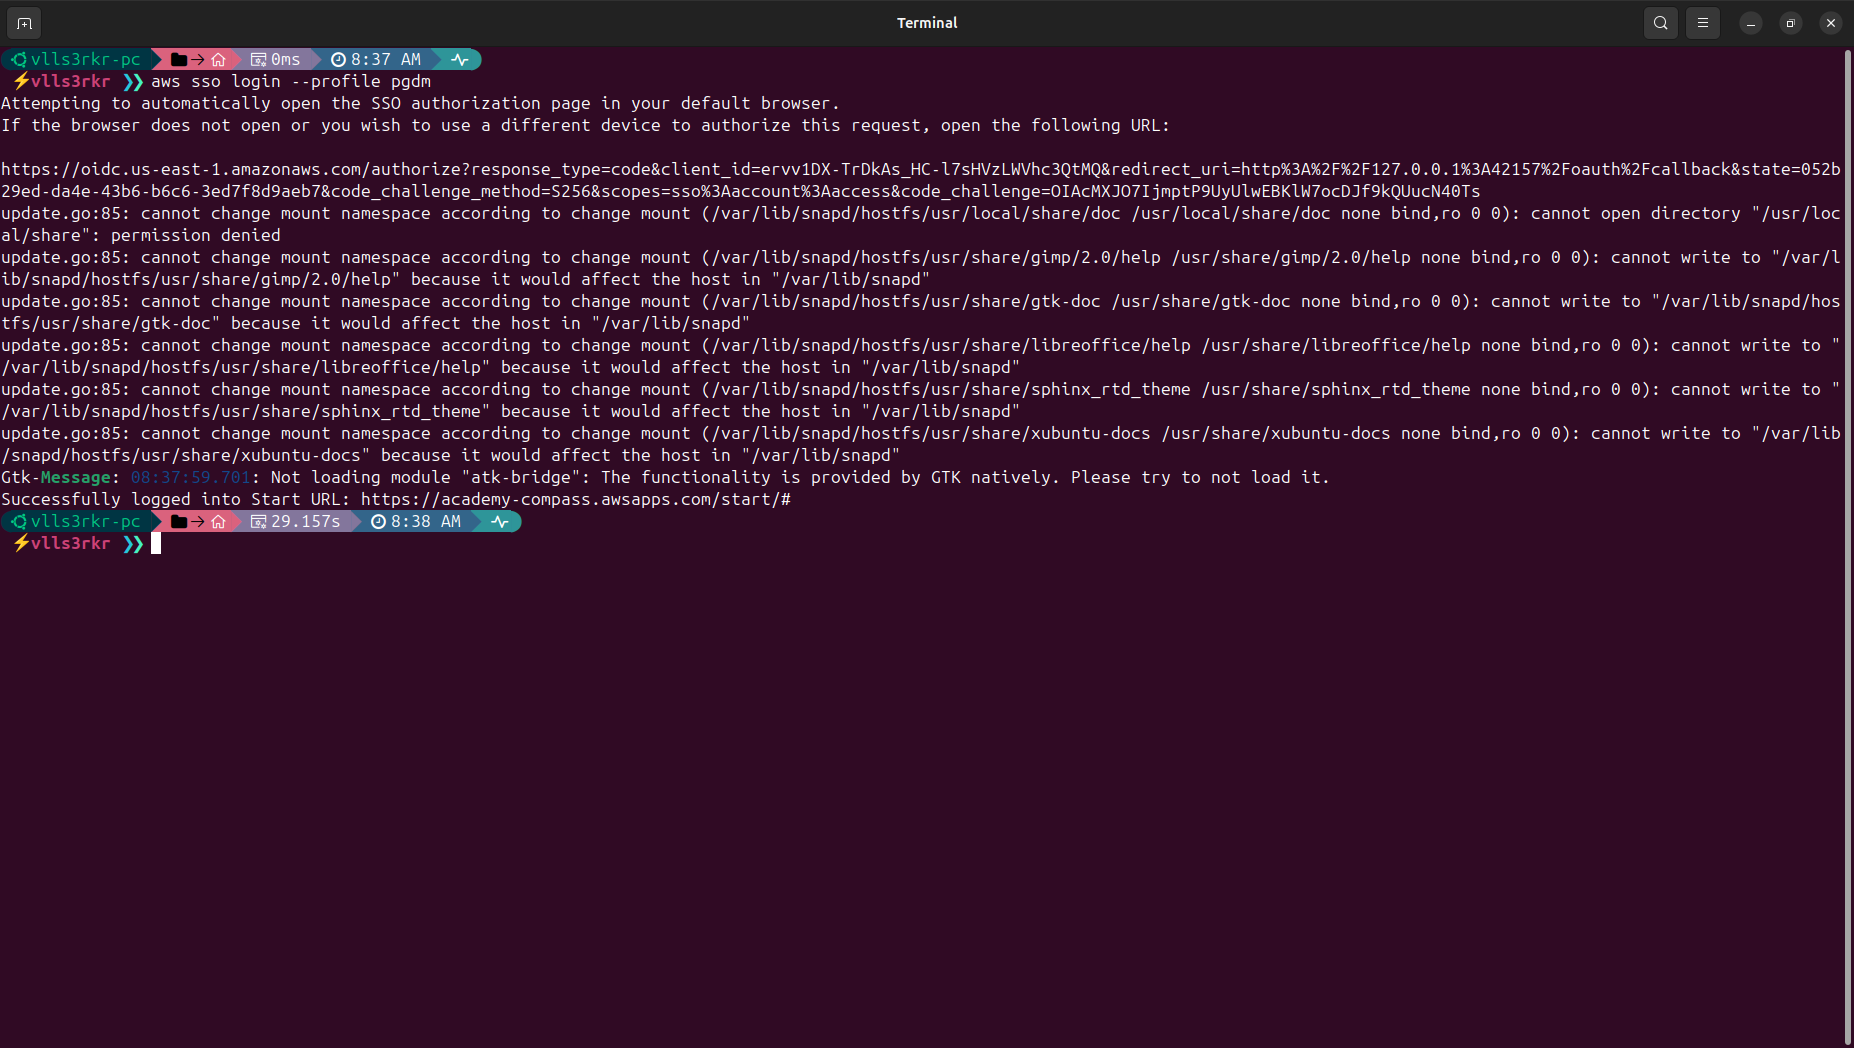 Terminal
vlls3rkr-pc 0ms 8:37 AM
⚡vlls3rkr ❯❯ aws sso login --profile pgdm
Attempting to automatically open the SSO authorization page in your default browser.
If the browser does not open or you wish to use a different device to authorize this request, open the following URL:
https://oidc.us-east-1.amazonaws.com/authorize?response_type=code&client_id=ervv1DX-TrDkAs_HC-l7sHVzLWVhc3QtMQ&redirect_uri=http%3A%2F%2F127.0.0.1%3A42157%2Foauth%2Fcallback&state=052b
29ed-da4e-43b6-b6c6-3ed7f8d9aeb7&code_challenge_method=S256&scopes=sso%3Aaccount%3Aaccess&code_challenge=OIAcMXJO7IjmptP9UyUlwEBKlW7ocDJf9kQUucN40Ts
update.go:85: cannot change mount namespace according to change mount (/var/lib/snapd/hostfs/usr/local/share/doc /usr/local/share/doc none bind,ro 0 0): cannot open directory "/usr/loc
al/share": permission denied
update.go:85: cannot change mount namespace according to change mount (/var/lib/snapd/hostfs/usr/share/gimp/2.0/help /usr/share/gimp/2.0/help none bind,ro 0 0): cannot write to "/var/l
ib/snapd/hostfs/usr/share/gimp/2.0/help" because it would affect the host in "/var/lib/snapd"
update.go:85: cannot change mount namespace according to change mount (/var/lib/snapd/hostfs/usr/share/gtk-doc /usr/share/gtk-doc none bind,ro 0 0): cannot write to "/var/lib/snapd/hos
tfs/usr/share/gtk-doc" because it would affect the host in "/var/lib/snapd"
update.go:85: cannot change mount namespace according to change mount (/var/lib/snapd/hostfs/usr/share/libreoffice/help /usr/share/libreoffice/help none bind,ro 0 0): cannot write to "
/var/lib/snapd/hostfs/usr/share/libreoffice/help" because it would affect the host in "/var/lib/snapd"
update.go:85: cannot change mount namespace according to change mount (/var/lib/snapd/hostfs/usr/share/sphinx_rtd_theme /usr/share/sphinx_rtd_theme none bind,ro 0 0): cannot write to "
/var/lib/snapd/hostfs/usr/share/sphinx_rtd_theme" because it would affect the host in "/var/lib/snapd"
update.go:85: cannot change mount namespace according to change mount (/var/lib/snapd/hostfs/usr/share/xubuntu-docs /usr/share/xubuntu-docs none bind,ro 0 0): cannot write to "/var/lib
/snapd/hostfs/usr/share/xubuntu-docs" because it would affect the host in "/var/lib/snapd"
Gtk-Message: 08:37:59.701: Not loading module "atk-bridge": The functionality is provided by GTK natively. Please try to not load it.
Successfully logged into Start URL: https://academy-compass.awsapps.com/start/#
vlls3rkr-pc 29.157s 8:38 AM
⚡vlls3rkr ❯❯